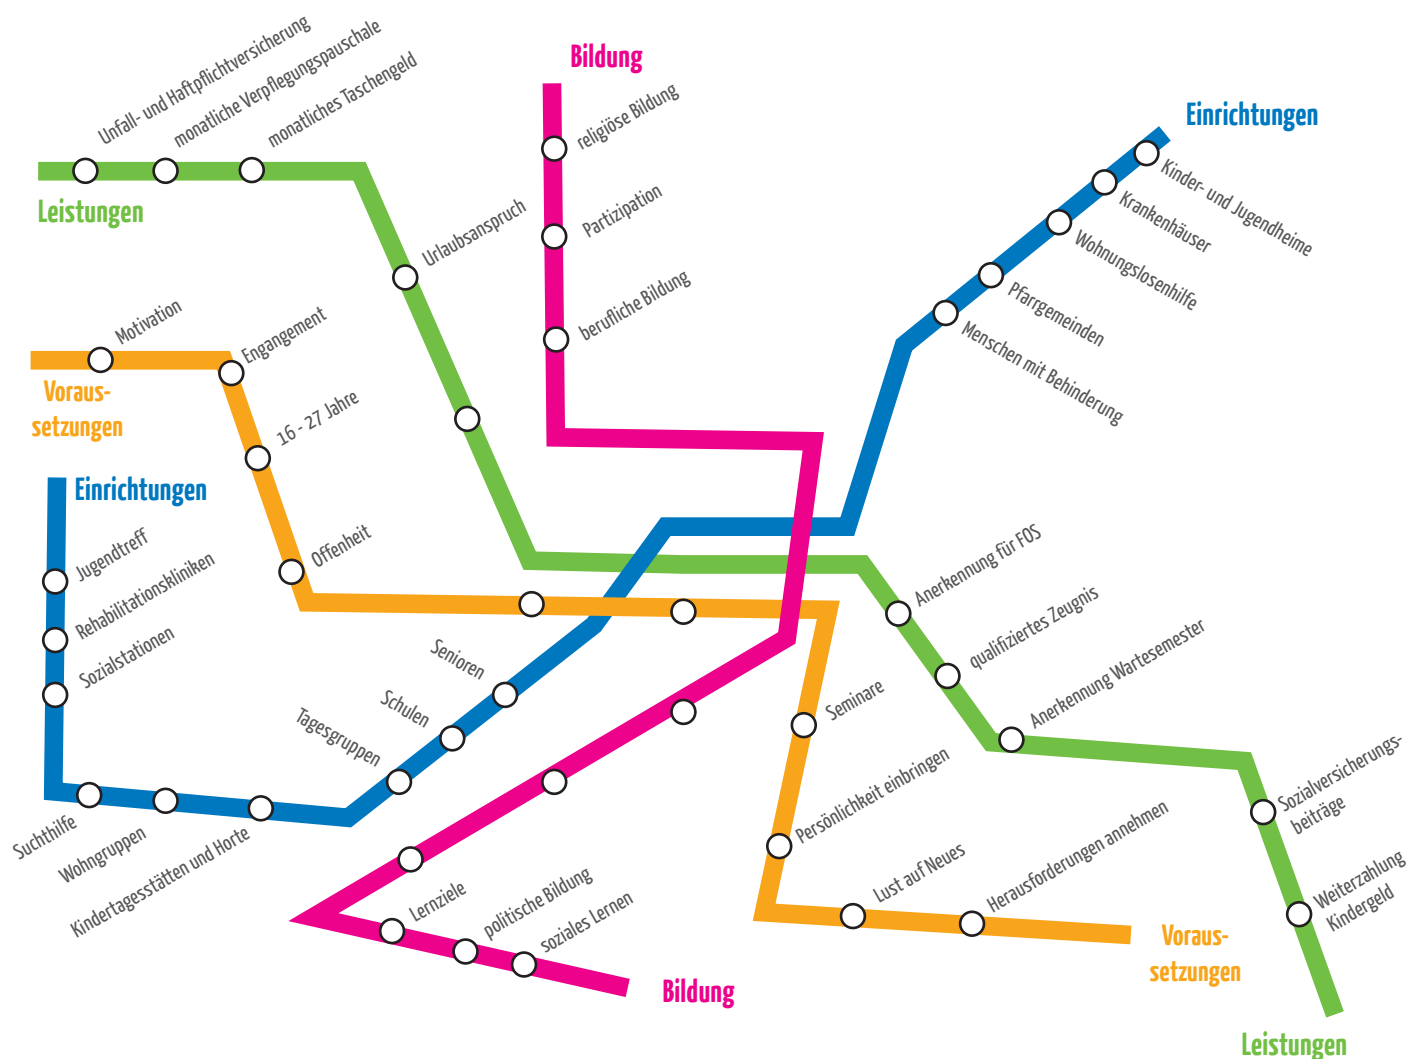 Unfall- und Haftpflichtversicherung
monatliche Verpflegungspauschale
monatliches Taschengeld
Leistungen
Urlaubsanspruch
Bildung
religiöse Bildung
Partizipation
berufliche Bildung
Einrichtungen
Kinder- und Jugendheime
Krankenhäuser
Wohnungslosenhilfe
Pfarrgemeinden
Menschen mit Behinderung
Motivation
Engangement
Voraus-
setzungen
16 - 27 Jahre
Offenheit
Einrichtungen
Jugendtreff
Rehabilitationskliniken
Sozialstationen
Suchthilfe
Wohngruppen
Kindertagesstätten und Horte
Tagesgruppen
Schulen
Senioren
Anerkennung für FOS
qualifiziertes Zeugnis
Anerkennung Wartesemester
Seminare
Persönlichkeit einbringen
Lust auf Neues
Herausforderungen annehmen
Voraus-
setzungen
Lernziele
politische Bildung
soziales Lernen
Bildung
Sozialversicherungs-
beiträge
Weiterzahlung
Kindergeld
Leistungen